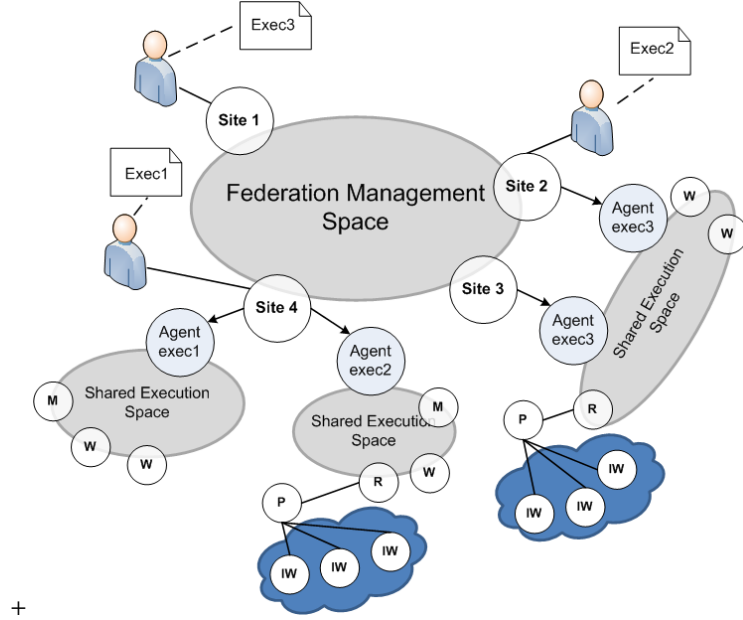 Exec3
Exec2
Site 1
Exec1
Federation Management
Space
Site 2
Agent
exec3
W
W
Shared Execution
Space
Site 3
Site 4
Agent
exec3
Agent
exec1
Agent
exec2
Shared Execution
Space
M
W
W
M
Shared Execution
Space
W
R
P
IW
IW
IW
R
P
IW
IW
IW
+